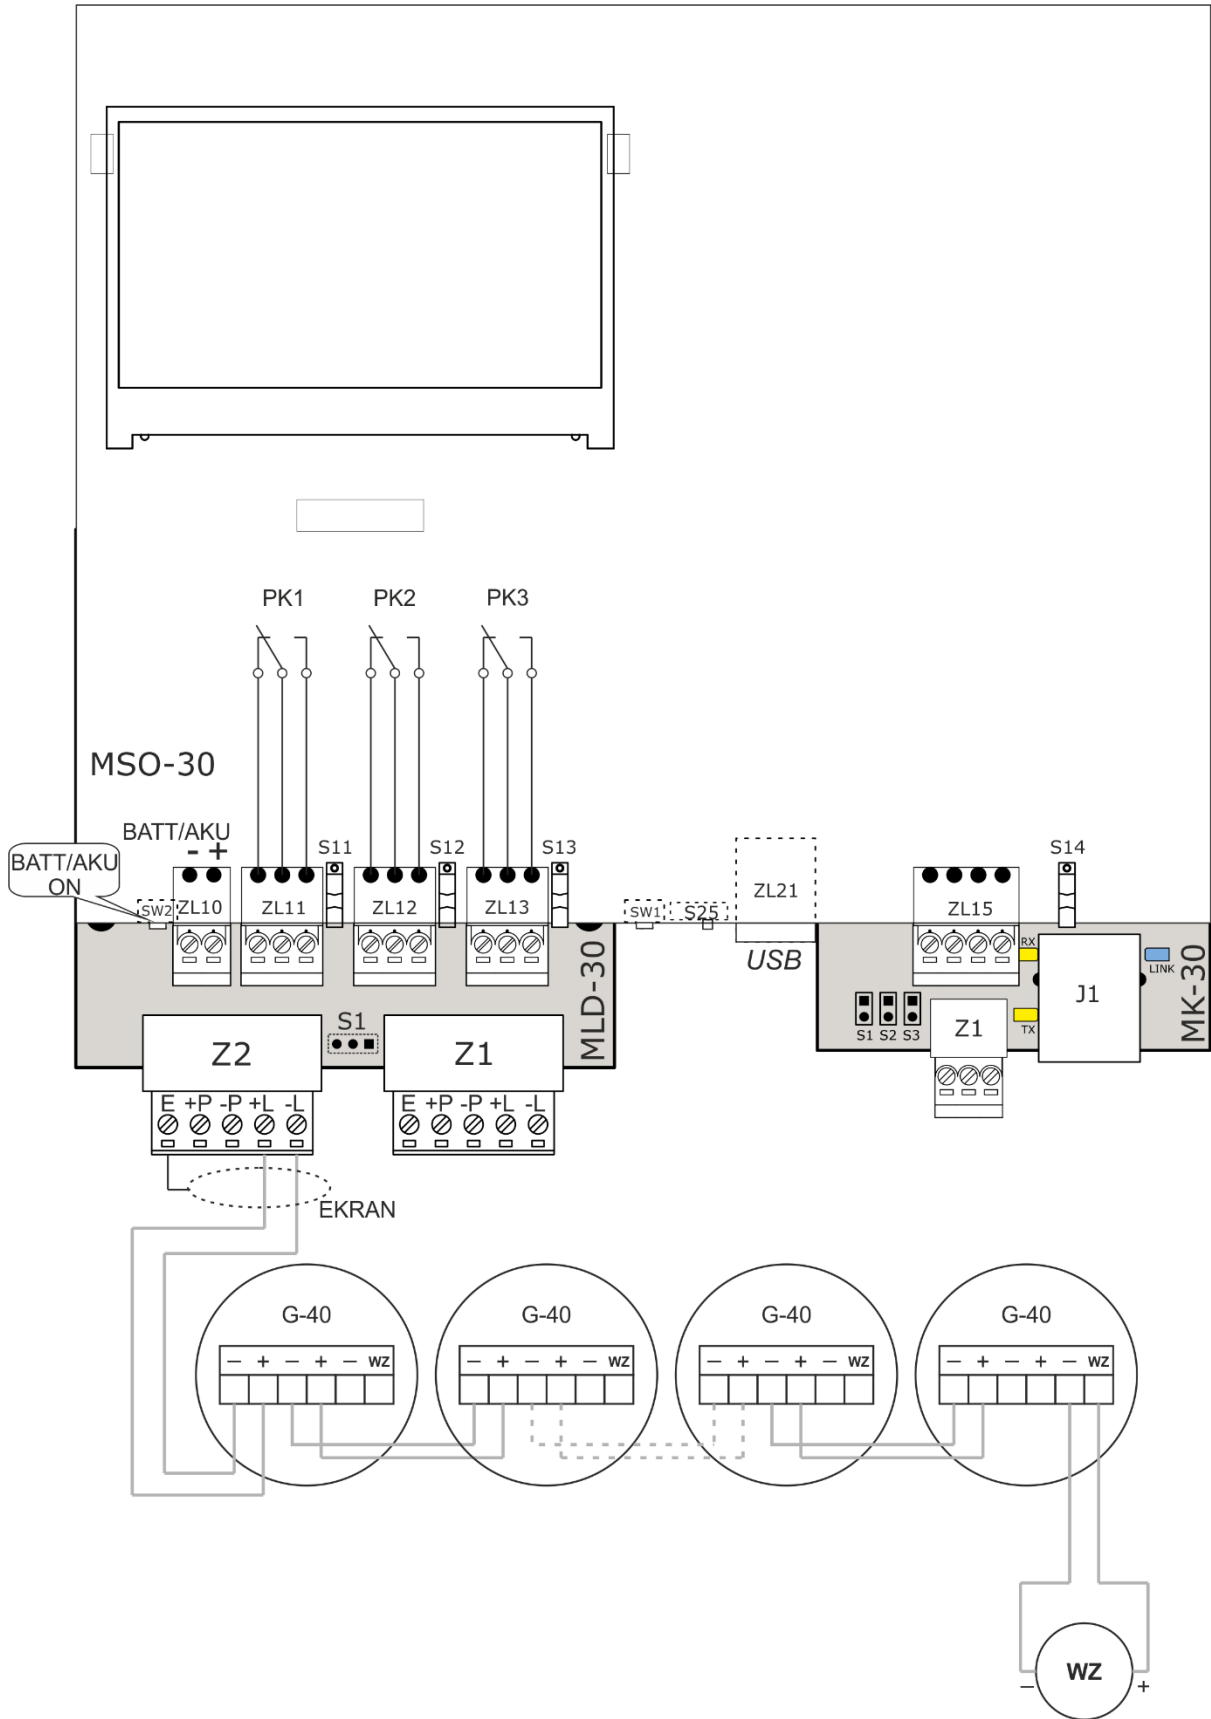 PK1 PK2 PK3
MSO-30
BATT/AKU
- +
BATT/AKU
ON
S11 S12 S13 S14
SW2 ZL10 ZL11 ZL12 ZL13 SW1 S25 ZL21 ZL15
USB
RX
LINK
J1
TX
S1 S2 S3
Z1
MK-30
MLD-30
S1
Z2 Z1
E +P -P +L -L E +P -P +L -L
EKRAN
G-40 G-40 G-40 G-40
− + − + − WZ − + − + − WZ − + − + − WZ − + − + − WZ
WZ
− +